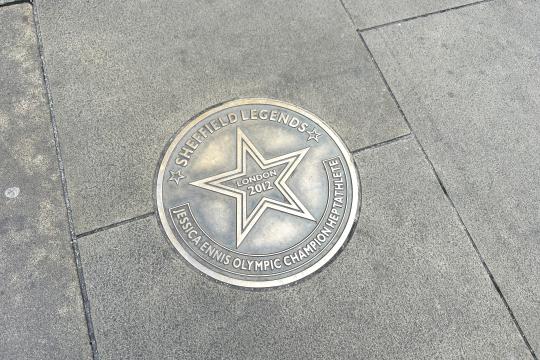 SHEFFIELD LEGENDS
LONDON
2012
JESSICA ENNIS OLYMPIC CHAMPION HEPTATHLETE